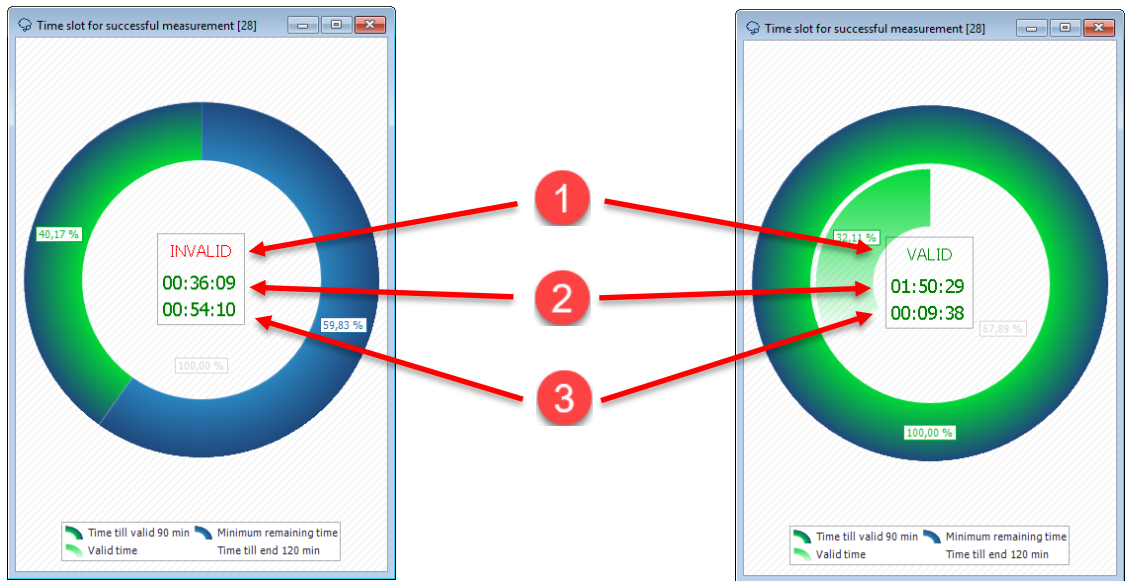 Time slot for successful measurement [28]
40,17 %
INVALID
00:36:09
00:54:10
59,83 %
100,00 %
Time till valid 90 min Minimum remaining time
Valid time Time till end 120 min
1
2
3
Time slot for successful measurement [28]
32,11 %
VALID
01:50:29
00:09:38
67,89 %
100,00 %
Time till valid 90 min Minimum remaining time
Valid time Time till end 120 min